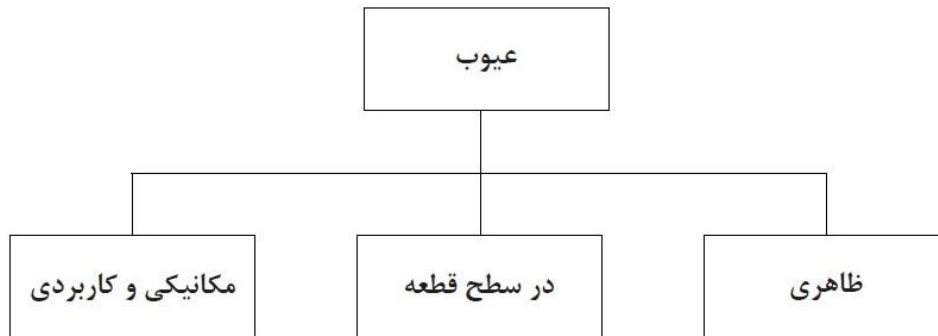 عیوب
ظاهری
در سطح قطعه
مکانیکی و کاربردی